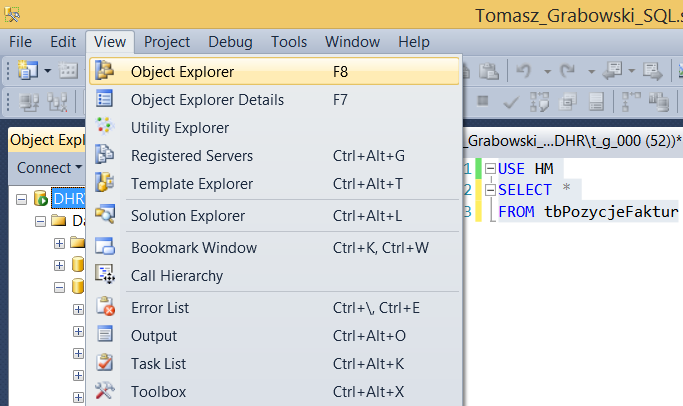 Tomasz_Grabowski_SQL.s
File Edit View Project Debug Tools Window Help
Object Explorer F8
Object Explorer Details F7
Utility Explorer
Registered Servers Ctrl+Alt+G
Template Explorer Ctrl+Alt+T
Solution Explorer Ctrl+Alt+L
Bookmark Window Ctrl+K, Ctrl+W
Call Hierarchy
Error List Ctrl+\, Ctrl+E
Output Ctrl+Alt+O
Task List Ctrl+Alt+K
Toolbox Ctrl+Alt+X
Object Expl
Connect
DHR
Da
_Grabowski_...DHR\t_g_000 (52))*
1 USE HM
2 SELECT *
3 FROM tbPozycjeFaktur